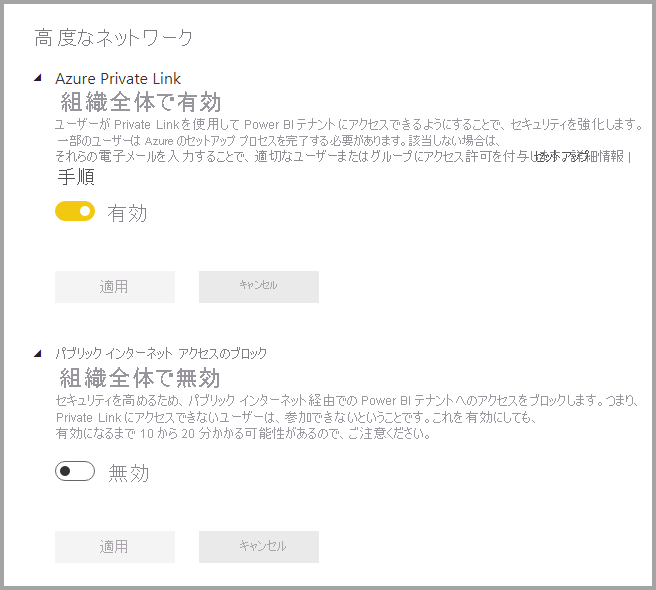 高度なネットワーク
Azure Private Link
組織全体で有効
ユーザーが Private Linkを使用して Power BIテナントにアクセスできるようにすることで、セキュリティを強化します。
一部のユーザーは Azure のセットアップ プロセスを完了する必要があります。該当しない場合は、
それらの電子メールを入力することで、適切なユーザーまたはグループにアクセス許可を付与します。詳細情報 |
手順
有効
適用
キャンセル
パブリック インターネット アクセスのブロック
組織全体で無効
セキュリティを高めるため、パブリック インターネット経由での Power BI テナントへのアクセスをブロックします。つまり、
Private Link にアクセスできないユーザーは、参加できないということです。これを有効にしても、
有効になるまで 10 から 20 分かかる可能性があるので、ご注意ください。
無効
適用
キャンセル